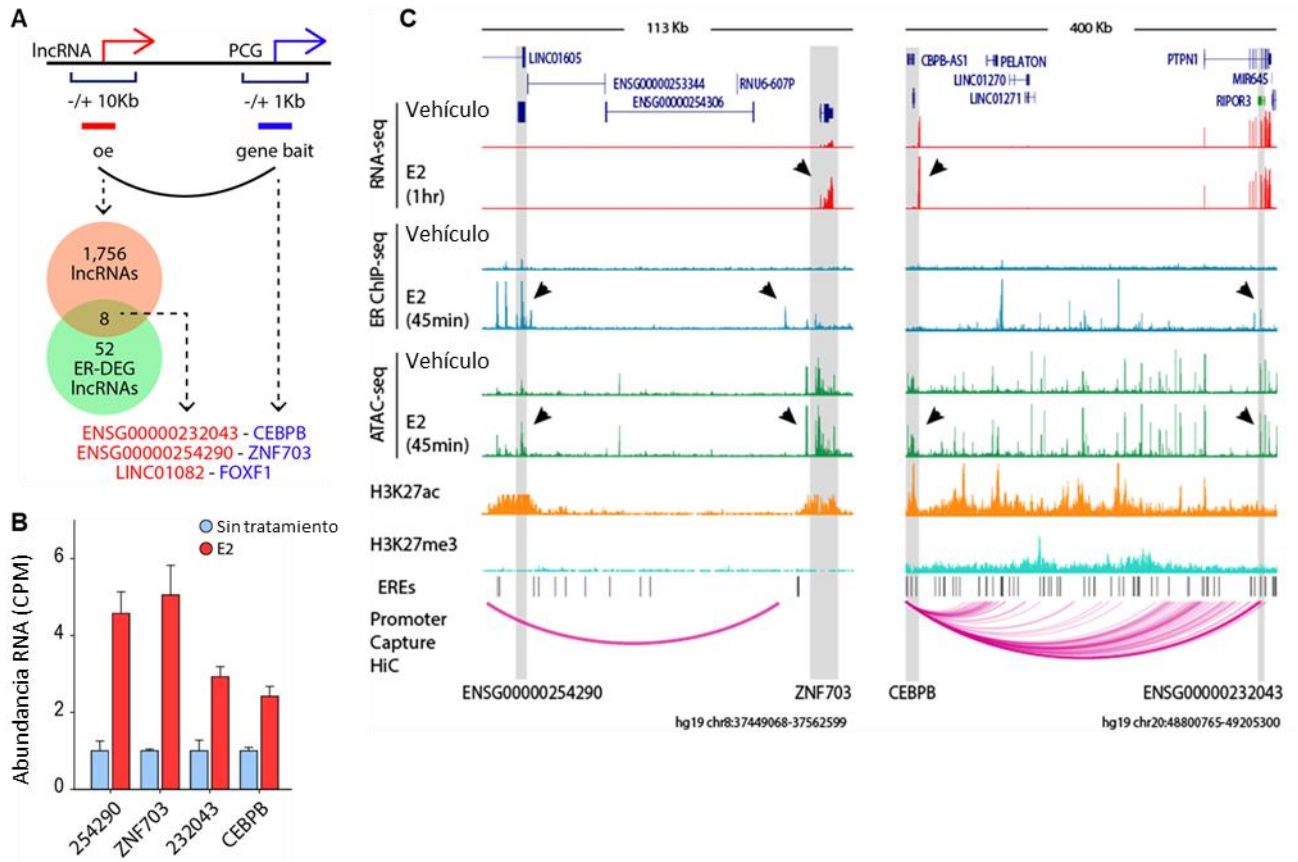 A
lncRNA
PCG
-/+ 10Kb
-/+ 1Kb
oe
gene bait
1,756
lncRNAs
8
52
ER-DEG
lncRNAs
ENSG00000232043 - CEBPB
ENSG00000254290 - ZNF703
LINC01082 - FOXF1
B
Abundancia RNA (CPM)
Sin tratamiento
E2
6
4
2
0
254290
ZNF703
232043
CEBPB
C
113 Kb
400 Kb
LINC01605
ENSG00000253344
RNU6-607P
ENSG00000254306
CBPB-AS1
PELATON
LINC01270
LINC01271
PTPN1
MIR645
RIPOR3
RNA-seq
Vehículo
E2
(1hr)
ER ChIP-seq
Vehículo
E2
(45min)
ATAC-seq
Vehículo
E2
(45min)
H3K27ac
H3K27me3
EREs
Promoter
Capture
HiC
ENSG00000254290
ZNF703
CEBPB
ENSG00000232043
hg19 chr8:37449068-37562599
hg19 chr20:48800765-49205300